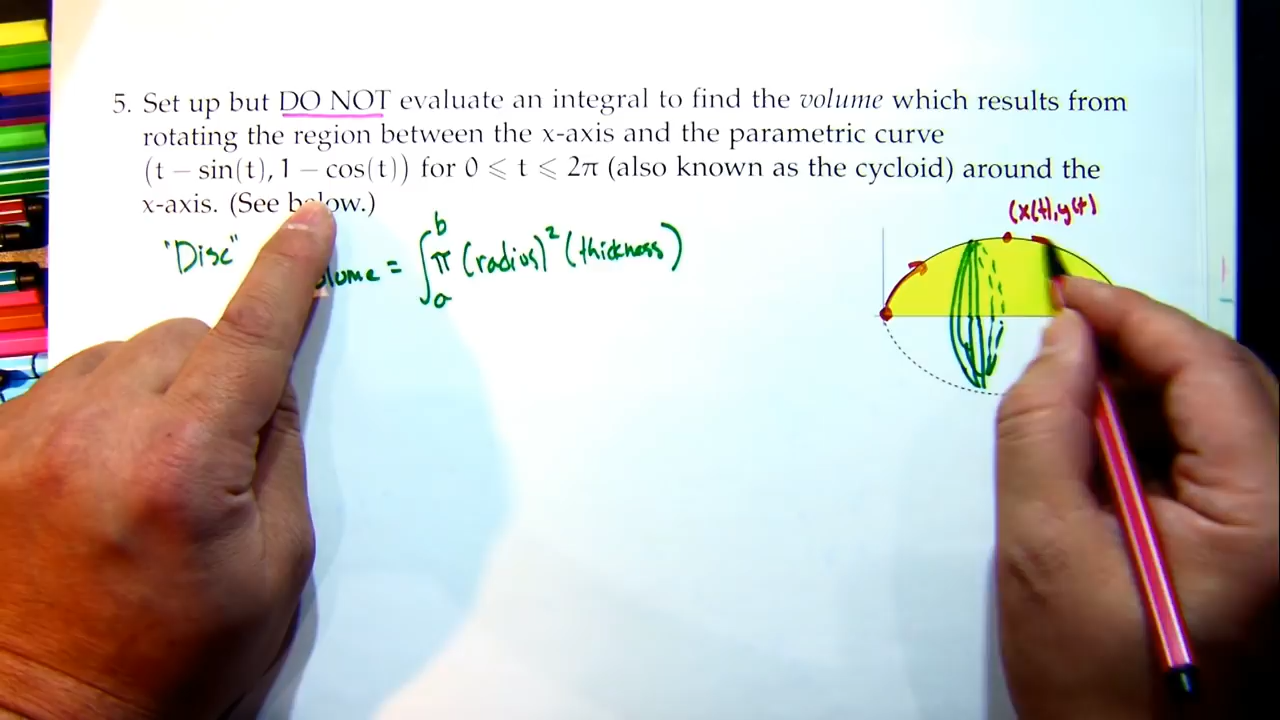 5. Set up but DO NOT evaluate an integral to find the volume which results from
rotating the region between the x-axis and the parametric curve
(t − sin(t), 1 − cos(t)) for 0 ⩽ t ⩽ 2π (also known as the cycloid) around the
x-axis. (See below.)
(x(t), y(t)
"Disc" = ∫_a^b π (radius)² (thickness)